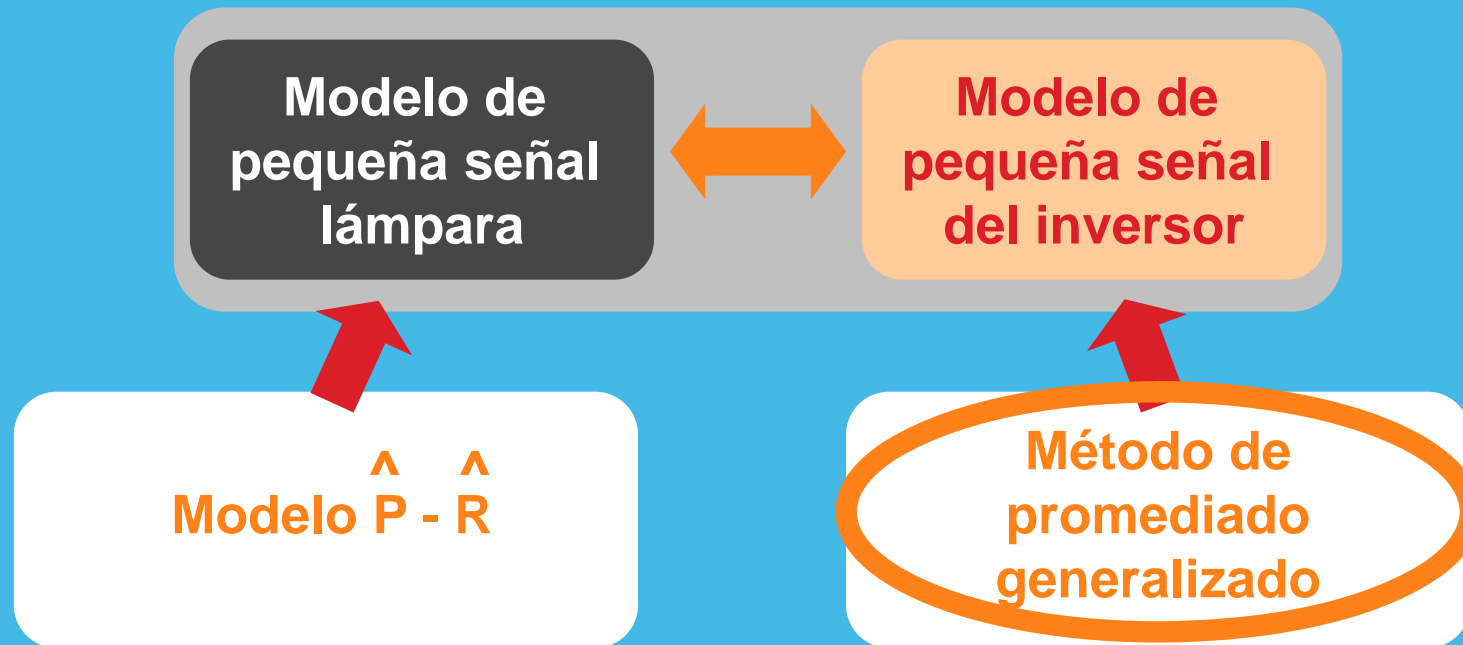 Modelo de
pequeña señal
lámpara
Modelo de
pequeña señal
del inversor
Modelo P̂ - R̂
Método de
promediado
generalizado